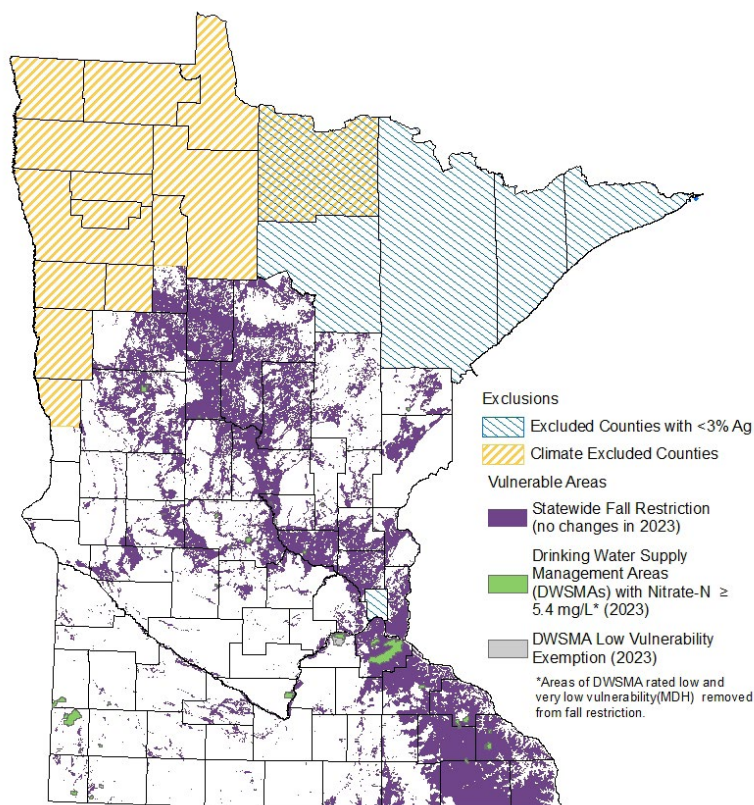 Exclusions
Excluded Counties with <3% Ag
Climate Excluded Counties
Vulnerable Areas
Statewide Fall Restriction
(no changes in 2023)
Drinking Water Supply
Management Areas
(DWSMAs) with Nitrate-N ≥
5.4 mg/L* (2023)
DWSMA Low Vulnerability
Exemption (2023)
*Areas of DWSMA rated low and
very low vulnerability(MDH) removed
from fall restriction.